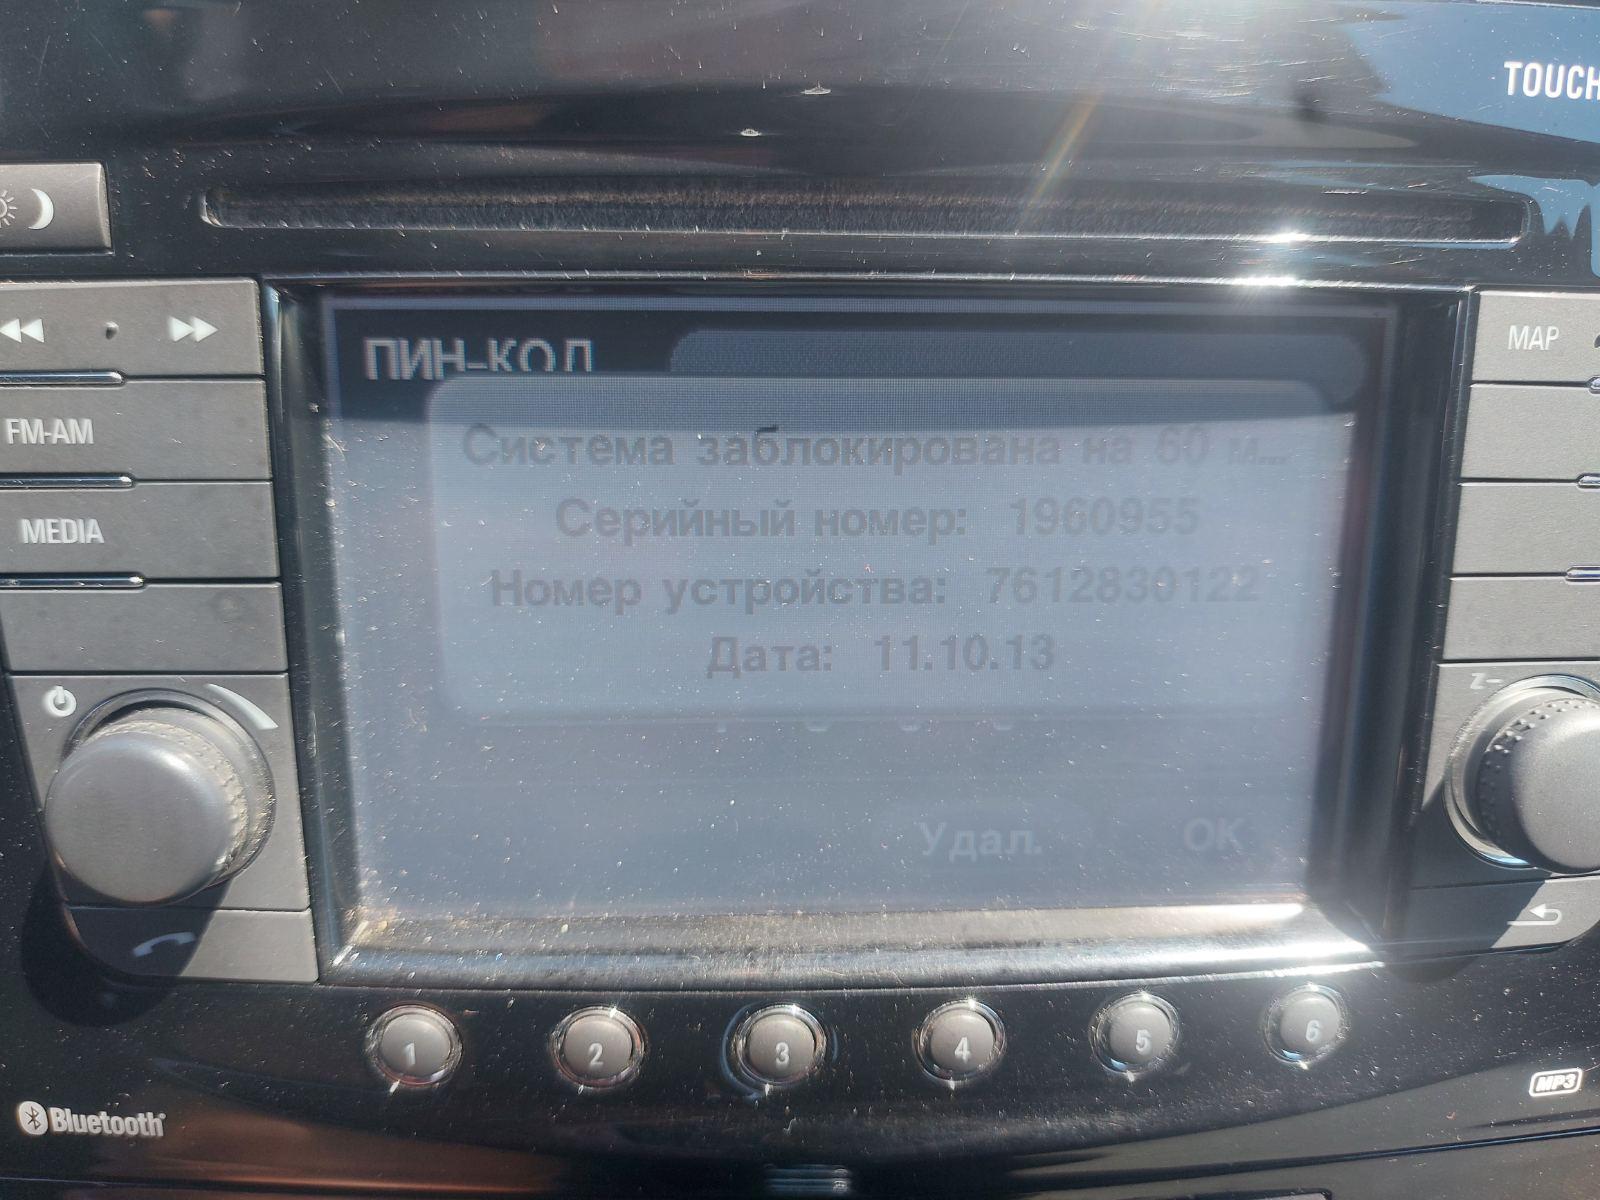 TOUCH
ПИН-КОД
MAP
FM-AM
Система заблокирована на 60 м...
Серийный номер: 1960955
MEDIA
Номер устройства: 7612830122
Дата: 11.10.13
Z-
Удал. OK
1 2 3 4 5 6
MP3
Bluetooth